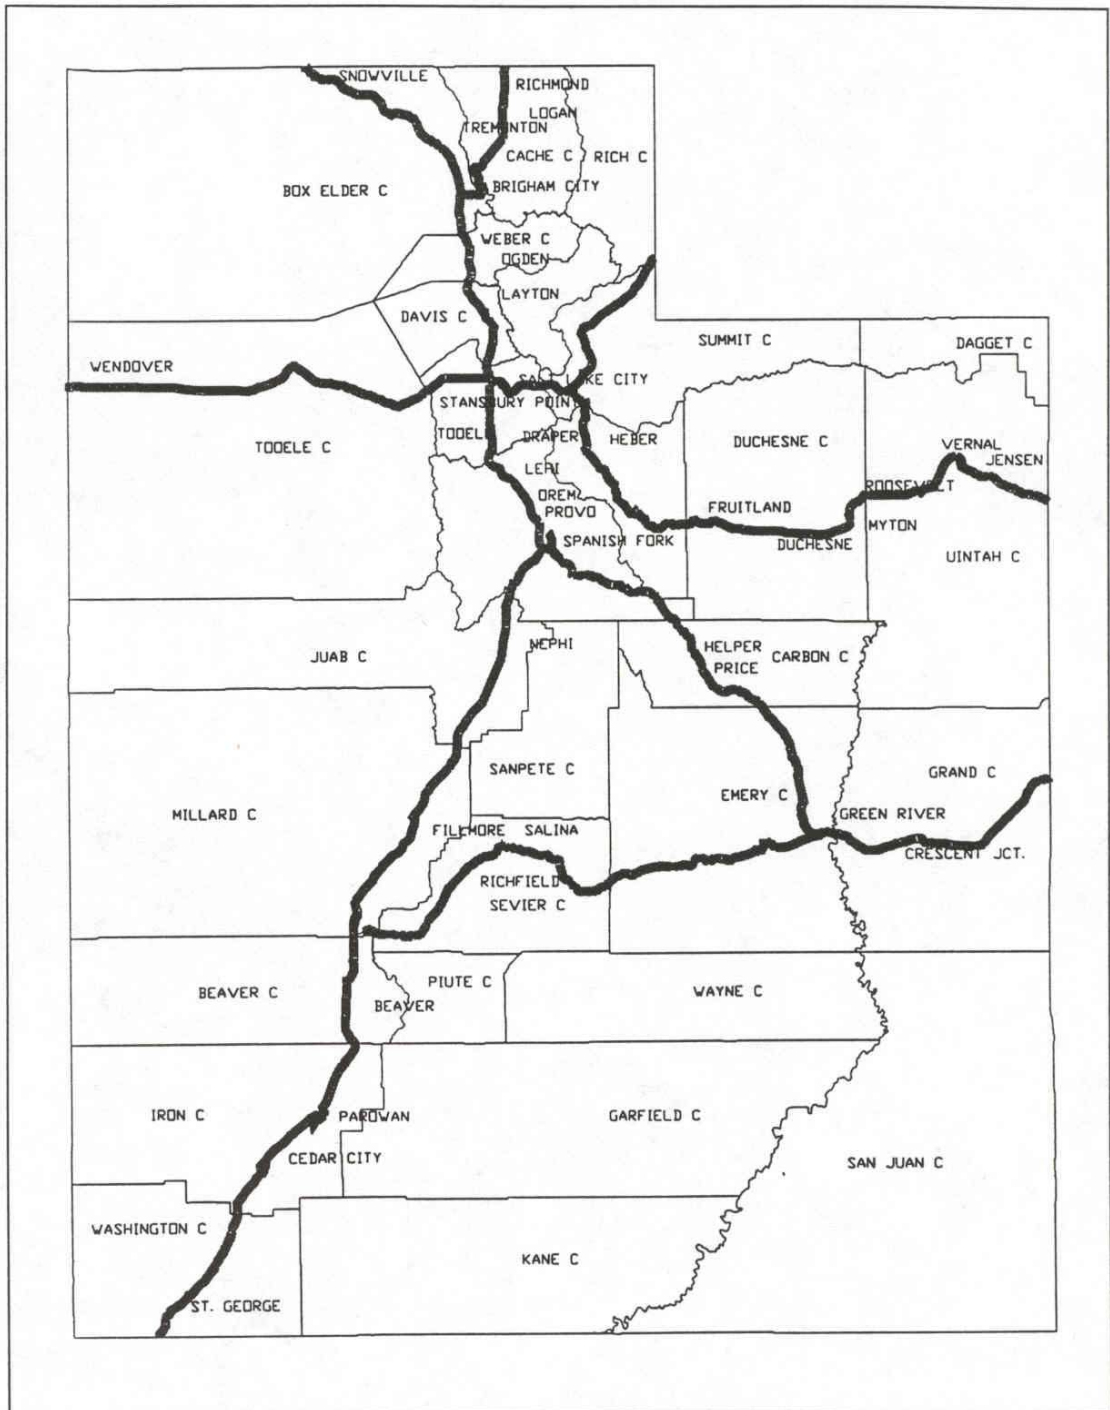 SNOWVILLE
RICHMOND
LOGAN
TREMONTON
CACHE C
RICH C
BOX ELDER C
BRIGHAM CITY
WEBER C
OGDEN
LAYTON
DAVIS C
SUMMIT C
DAGGET C
WENDOVER
SALT LAKE CITY
STANSBURY POINT
TOOELE
DRAPER
HEBER
TOOELE C
DUCHESNE C
VERNAL
JENSEN
LEHI
ROOSEVELT
OREM
PROVO
FRUITLAND
MYTON
SPANISH FORK
DUCHESNE
UINTAH C
NEPHI
HELPER
PRICE
CARBON C
JUAB C
SANPETE C
GRAND C
EMERY C
MILLARD C
GREEN RIVER
FILLMORE
SALINA
CRESCENT JCT.
RICHFIELD
SEVIER C
PIUTE C
BEAVER C
WAYNE C
BEAVER
IRON C
PAROWAN
GARFIELD C
CEDAR CITY
SAN JUAN C
WASHINGTON C
KANE C
ST. GEORGE